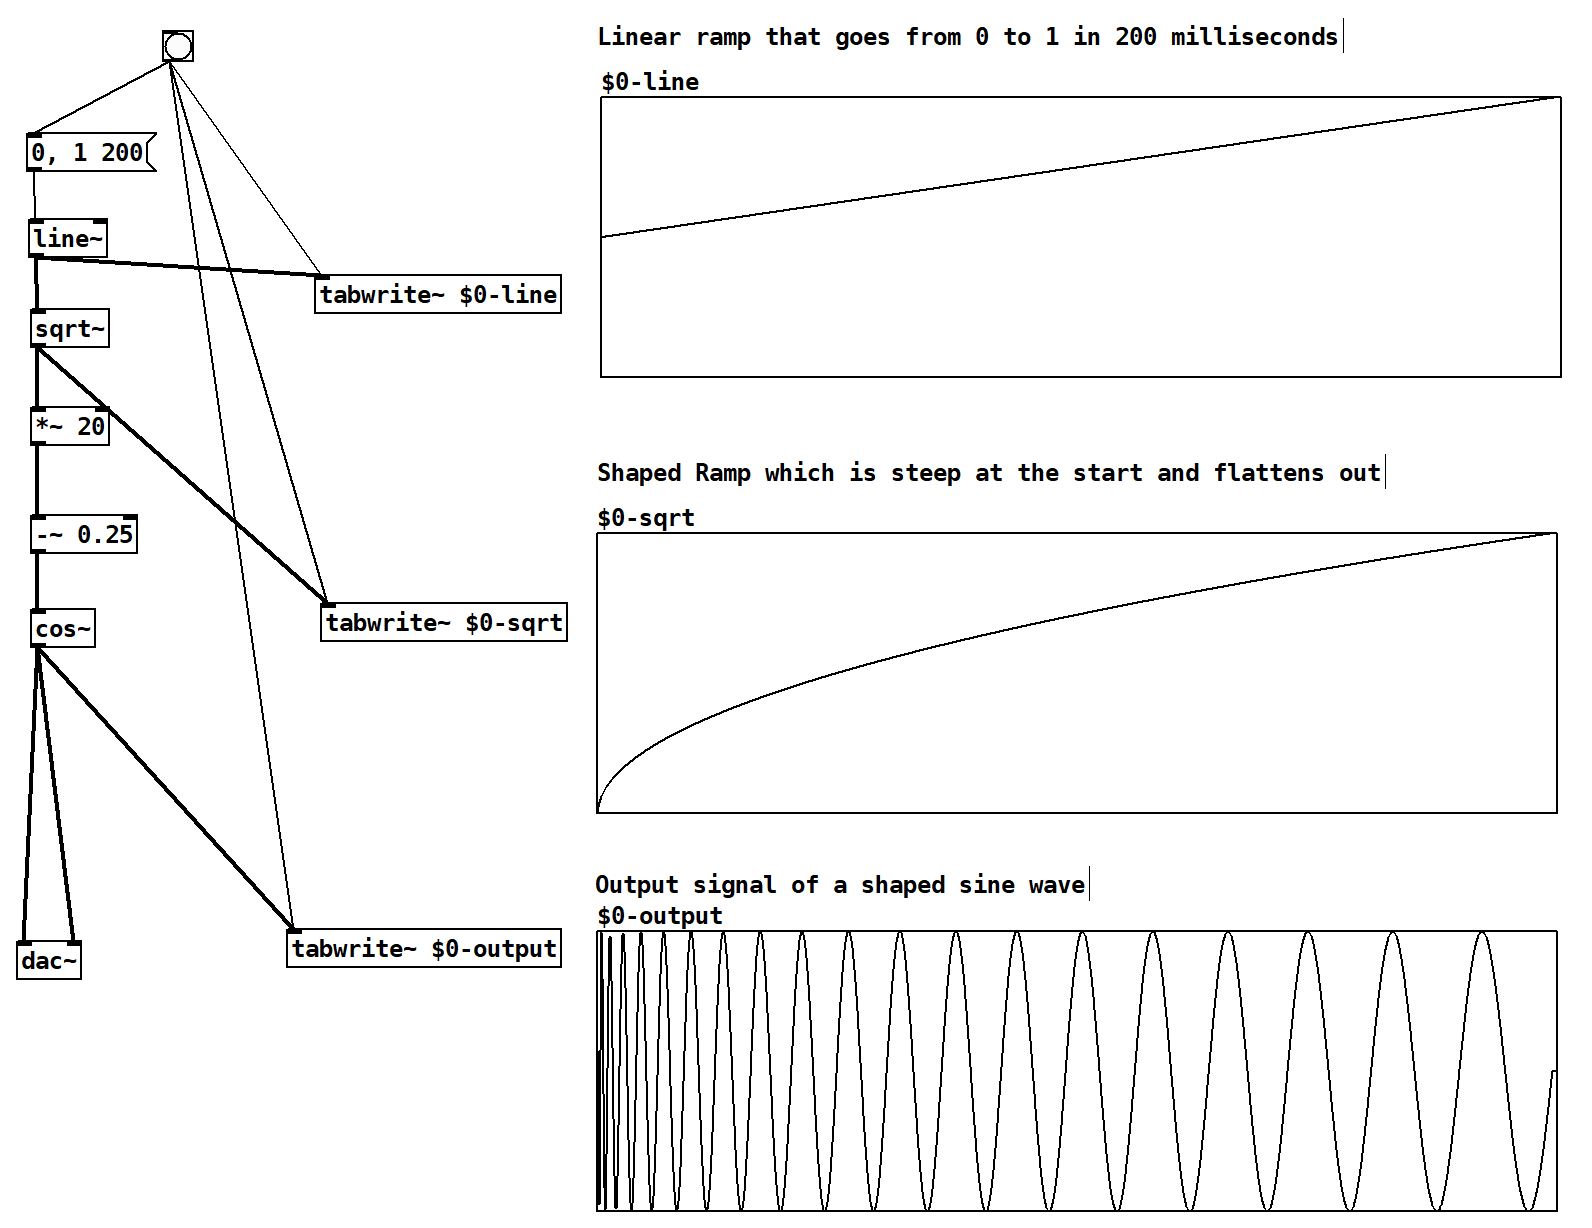 Linear ramp that goes from 0 to 1 in 200 milliseconds
$0-line
0, 1 200
line~
tabwrite~ $0-line
sqrt~
*~ 20
Shaped Ramp which is steep at the start and flattens out
$0-sqrt
-~ 0.25
cos~
tabwrite~ $0-sqrt
Output signal of a shaped sine wave
$0-output
tabwrite~ $0-output
dac~